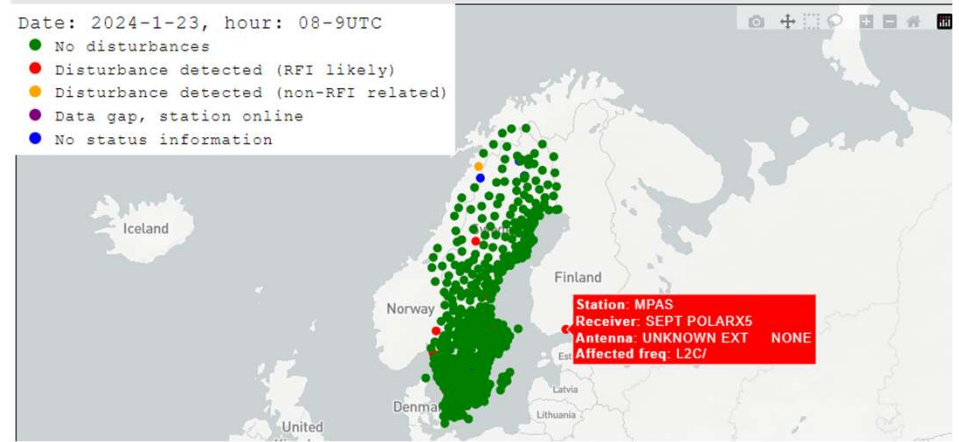 Date: 2024-1-23, hour: 08-9UTC
No disturbances
Disturbance detected (RFI likely)
Disturbance detected (non-RFI related)
Data gap, station online
No status information
Iceland
Finland
Norway
Station: MPAS
Receiver: SEPT POLARX5
Antenna: UNKNOWN EXT NONE
Affected freq: L2C/
Est
Latvia
Denma
Lithuania
United